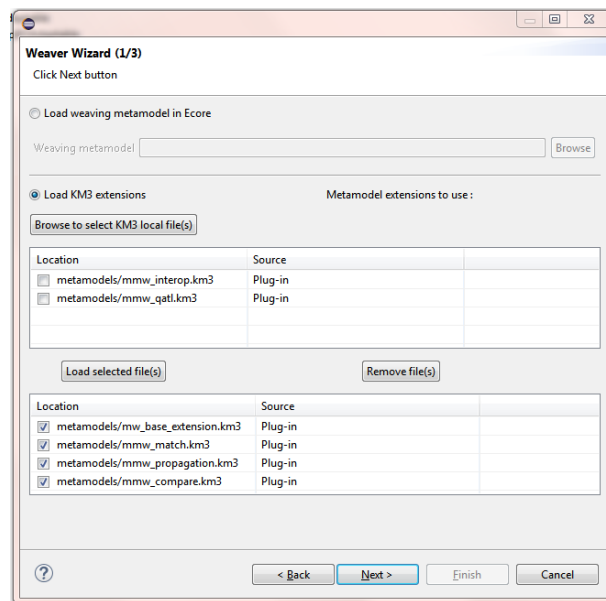 Weaver Wizard (1/3)
Click Next button
Load weaving metamodel in Ecore
Weaving metamodel Browse
Load KM3 extensions Metamodel extensions to use :
Browse to select KM3 local file(s)
Location Source
metamodels/mmw_interop.km3 Plug-in
metamodels/mmw_qatl.km3 Plug-in
Load selected file(s) Remove file(s)
Location Source
metamodels/mw_base_extension.km3 Plug-in
metamodels/mmw_match.km3 Plug-in
metamodels/mmw_propagation.km3 Plug-in
metamodels/mmw_compare.km3 Plug-in
? < Back Next > Finish Cancel